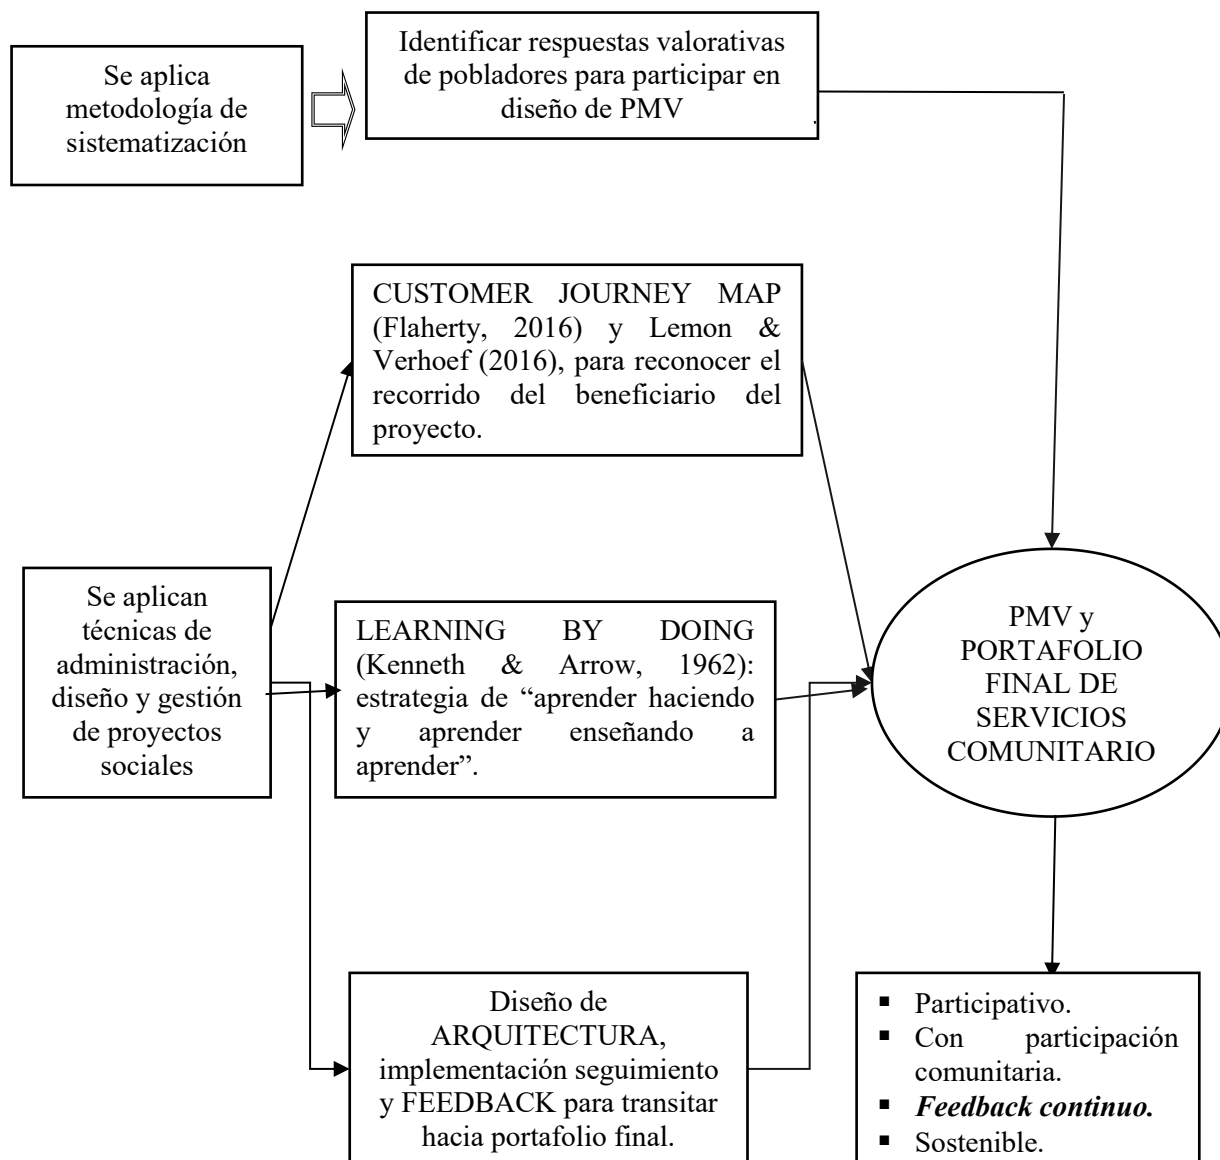 Se aplica
metodología de
sistematización
Identificar respuestas valorativas
de pobladores para participar en
diseño de PMV
CUSTOMER JOURNEY MAP
(Flaherty, 2016) y Lemon &
Verhoef (2016), para reconocer el
recorrido del beneficiario del
proyecto.
Se aplican
técnicas de
administración,
diseño y gestión
de proyectos
sociales
LEARNING BY DOING
(Kenneth & Arrow, 1962):
estrategia de “aprender haciendo
y aprender enseñando a
aprender”.
PMV y
PORTAFOLIO
FINAL DE
SERVICIOS
COMUNITARIO
Diseño de
ARQUITECTURA,
implementación seguimiento
y FEEDBACK para transitar
hacia portafolio final.
▪ Participativo.
▪ Con participación
comunitaria.
▪ Feedback continuo.
▪ Sostenible.